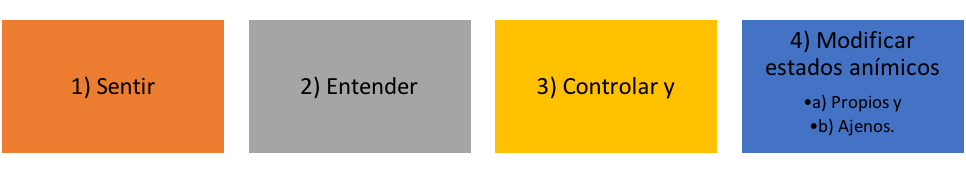 1) Sentir
2) Entender
3) Controlar y
4) Modificar
estados anímicos
•a) Propios y
•b) Ajenos.